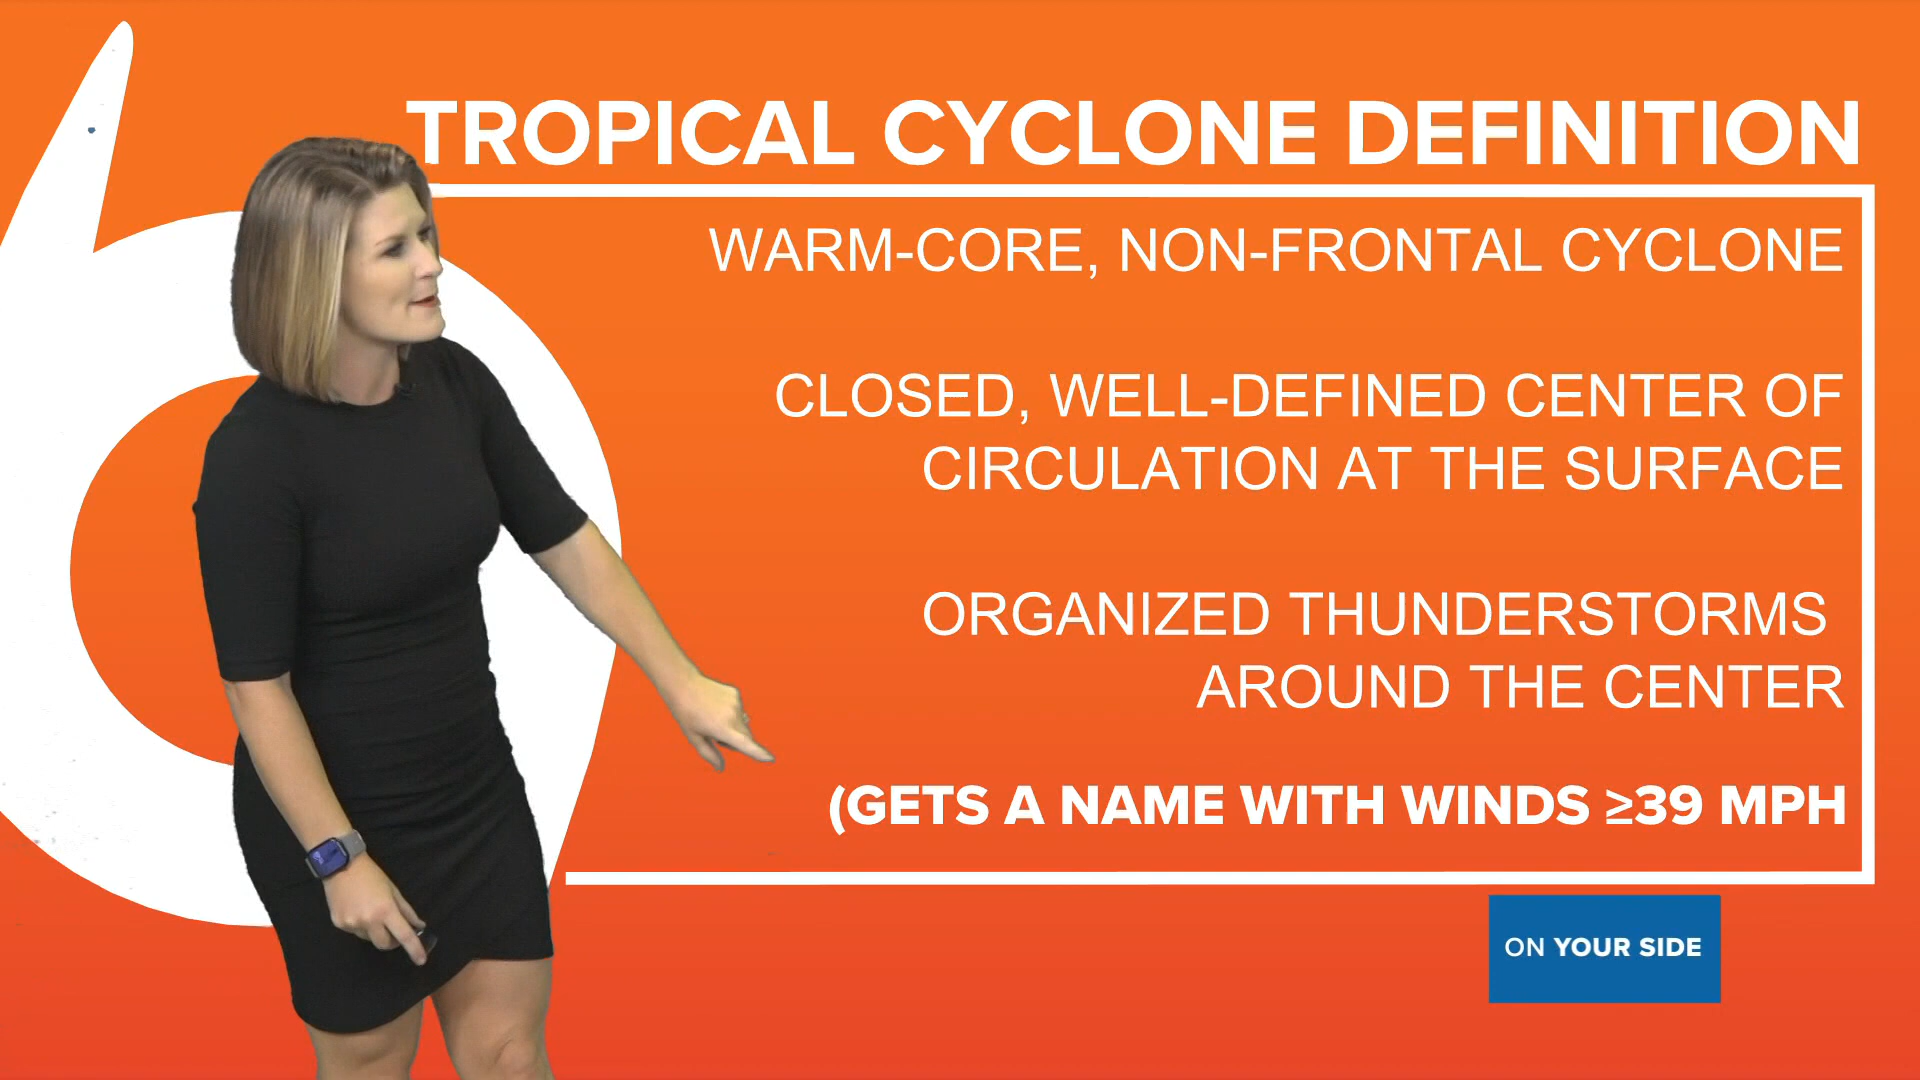 TROPICAL CYCLONE DEFINITION
WARM-CORE, NON-FRONTAL CYCLONE
CLOSED, WELL-DEFINED CENTER OF
CIRCULATION AT THE SURFACE
ORGANIZED THUNDERSTORMS
AROUND THE CENTER
(GETS A NAME WITH WINDS ≥39 MPH
ON YOUR SIDE